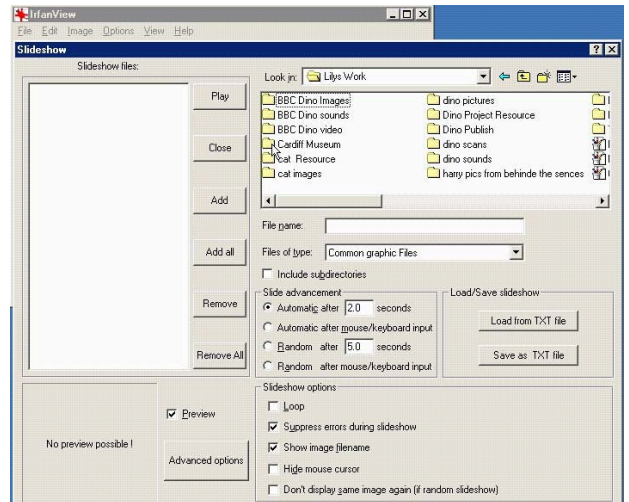 IrfanView
File Edit Image Options View Help
Slideshow
Slideshow files:
Play
Close
Add
Add all
Remove
Remove All
Look in: Lilys Work
BBC Dino Images
BBC Dino sounds
BBC Dino video
Cardiff Museum
cat Resource
cat images
dino pictures
Dino Project Resource
Dino Publish
dino scans
dino sounds
harry pics from behinde the sences
File name:
Files of type: Common graphic Files
Include subdirectories
Slide advancement
Automatic after 2.0 seconds
Automatic after mouse/keyboard input
Random after 5.0 seconds
Random after mouse/keyboard input
Load/Save slideshow
Load from TXT file
Save as TXT file
No preview possible !
Preview
Advanced options
Slideshow options
Loop
Suppress errors during slideshow
Show image filename
Hide mouse cursor
Don't display same image again (if random slideshow)